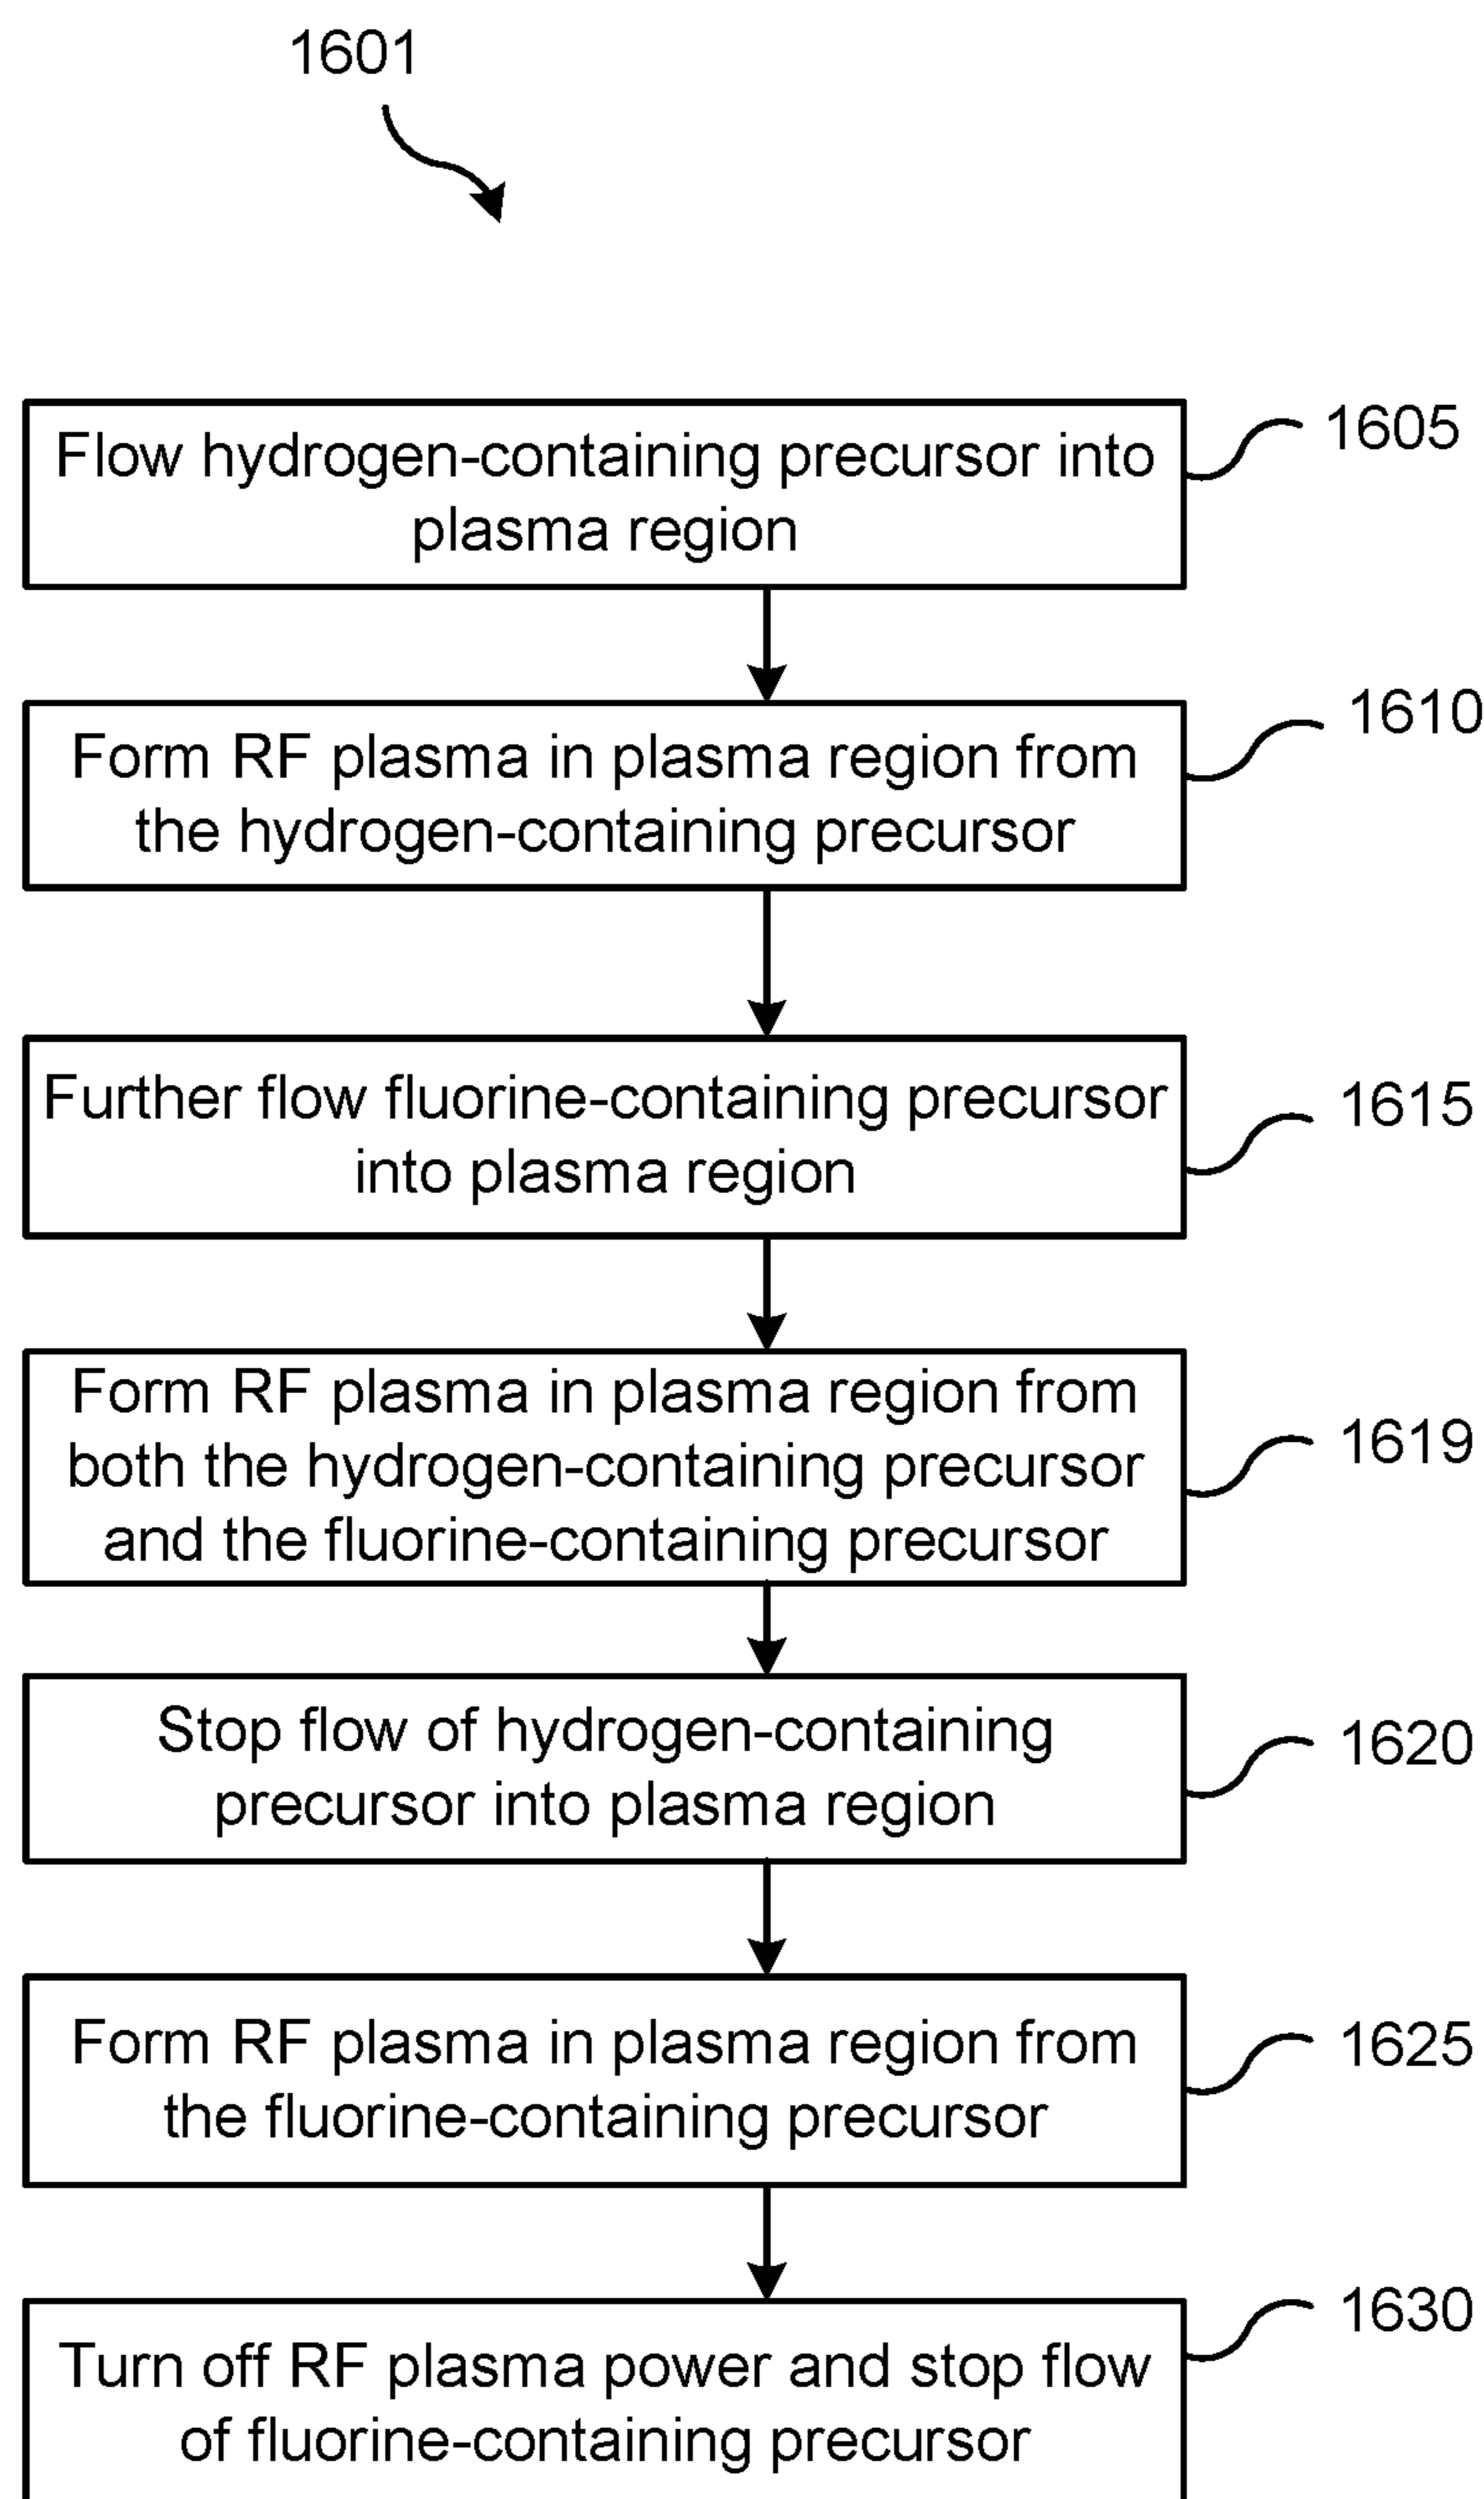 1601
Flow hydrogen-containing precursor into
plasma region
1605
Form RF plasma in plasma region from
the hydrogen-containing precursor
1610
Further flow fluorine-containing precursor
into plasma region
1615
Form RF plasma in plasma region from
both the hydrogen-containing precursor
and the fluorine-containing precursor
1619
Stop flow of hydrogen-containing
precursor into plasma region
1620
Form RF plasma in plasma region from
the fluorine-containing precursor
1625
Turn off RF plasma power and stop flow
of fluorine-containing precursor
1630